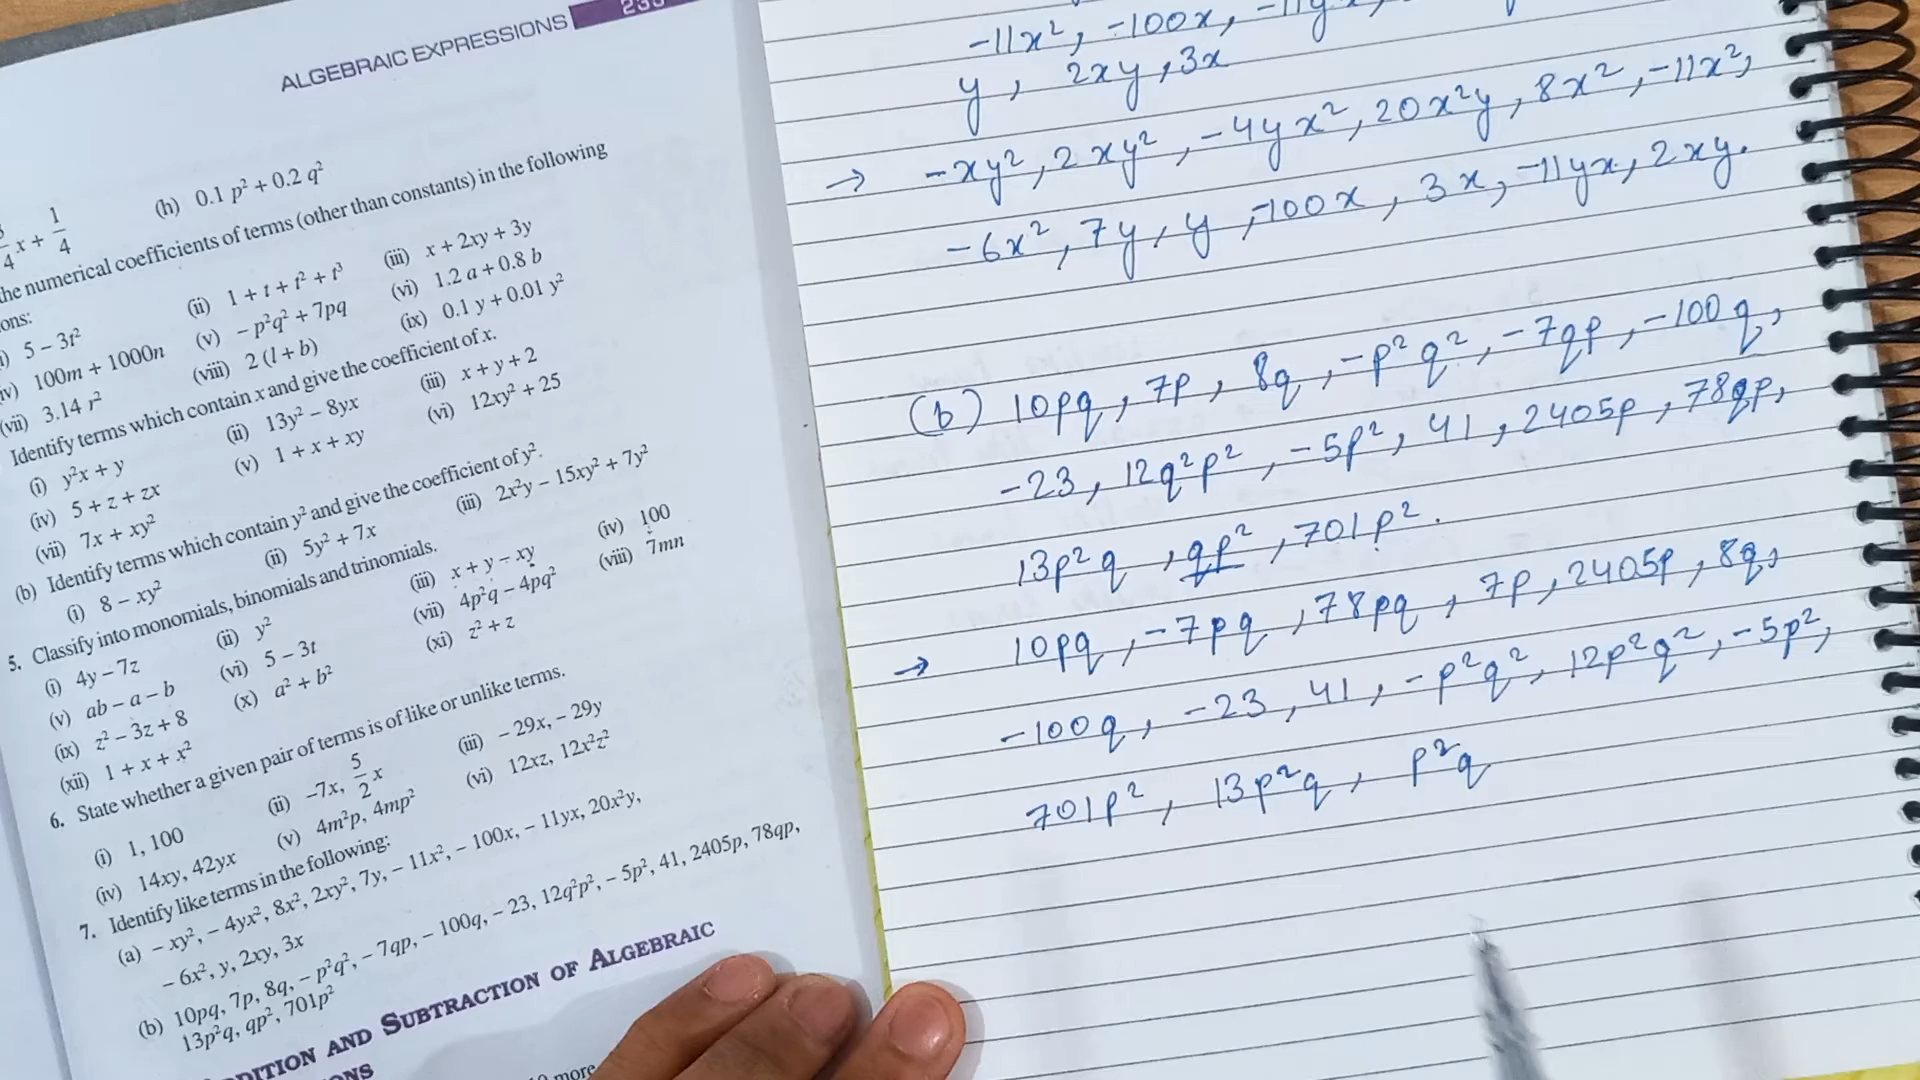 ALGEBRAIC EXPRESSIONS
(h) 0.1 p² + 0.2 q²
x + 1/4
numerical coefficients of terms (other than constants) in the following
ons:
5 – 3t² (ii) 1 + t + t² + t³ (iii) x + 2xy + 3y
100m + 1000n (v) – p²q² + 7pq (vi) 1.2 a + 0.8 b
(vii) 3.14 r² (viii) 2 (l + b) (ix) 0.1 y + 0.01 y²
Identify terms which contain x and give the coefficient of x.
(i) y²x + y (ii) 13y² – 8yx (iii) x + y + 2
(iv) 5 + z + zx (v) 1 + x + xy (vi) 12xy² + 25
(vii) 7x + xy²
(b) Identify terms which contain y² and give the coefficient of y².
(i) 8 – xy² (ii) 5y² + 7x (iii) 2x²y – 15xy² + 7y²
5. Classify into monomials, binomials and trinomials.
(i) 4y – 7z (ii) y² (iii) x + y – xy (iv) 100
(v) ab – a – b (vi) 5 – 3t (vii) 4p²q – 4pq² (viii) 7mn
(ix) z² – 3z + 8 (x) a² + b² (xi) z² + z
(xii) 1 + x + x²
6. State whether a given pair of terms is of like or unlike terms.
(i) 1, 100 (ii) –7x, 5/2 x (iii) – 29x, – 29y
(iv) 14xy, 42yx (v) 4m²p, 4mp² (vi) 12xz, 12x²z²
7. Identify like terms in the following:
(a) – xy², – 4yx², 8x², 2xy², 7y, – 11x², – 100x, – 11yx, 20x²y,
– 6x², y, 2xy, 3x
(b) 10pq, 7p, 8q, – p²q², – 7qp, – 100q, – 23, 12q²p², – 5p², 41, 2405p, 78qp,
13p²q, qp², 701p²
AND SUBTRACTION OF ALGEBRAIC
more
-11x², -100x,
y, 2xy, 3x
→ -xy², 2xy², -4yx², 20x²y, 8x², -11x²,
-6x², 7y, y, -100x, 3x, -11yx, 2xy.
(b) 10pq, 7p, 8q, -p²q², -7qp, -100q,
-23, 12q²p², -5p², 41, 2405p, 78qp,
13p²q, qp², 701p².
→ 10pq, -7pq, 78pq, 7p, 2405p, 8q,
-100q, -23, 41, -p²q², 12p²q², -5p²,
701p², 13p²q, p²q